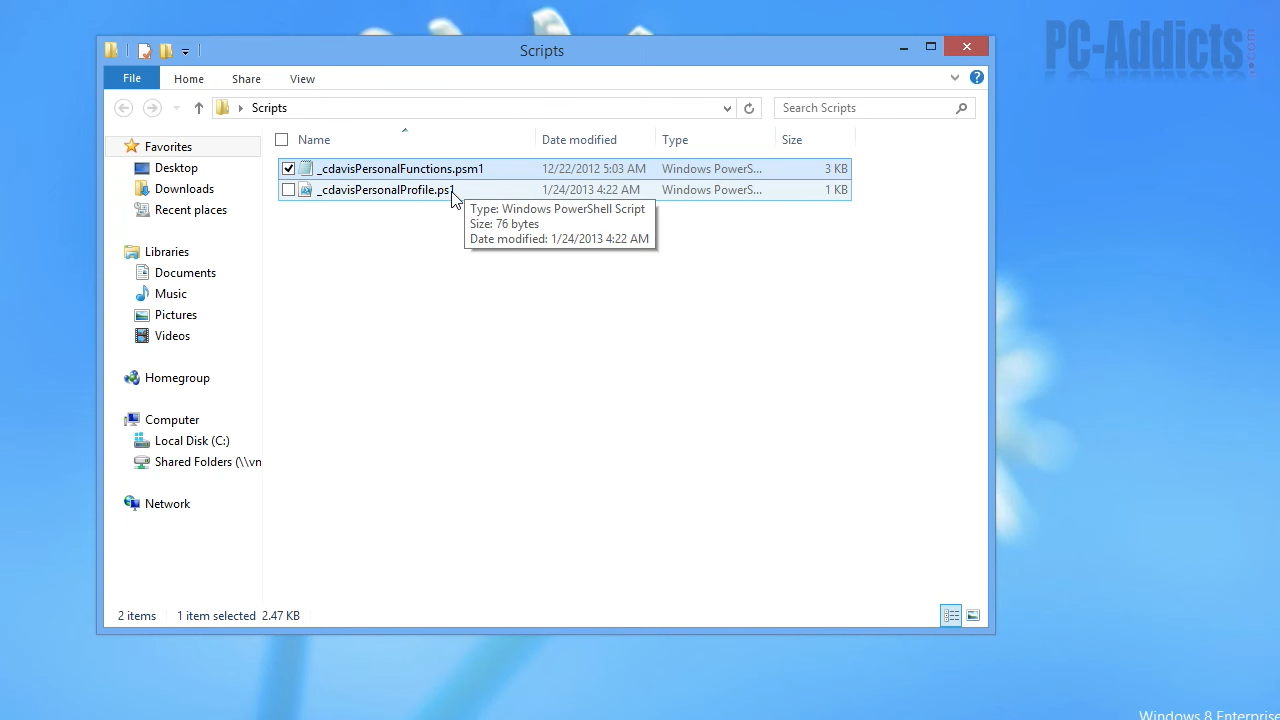 PC-Addicts.com
Scripts
File Home Share View
Scripts
Search Scripts
Name Date modified Type Size
_cdavisPersonalFunctions.psm1 12/22/2012 5:03 AM Windows PowerS... 3 KB
_cdavisPersonalProfile.ps1 1/24/2013 4:22 AM Windows PowerS... 1 KB
Type: Windows PowerShell Script
Size: 76 bytes
Date modified: 1/24/2013 4:22 AM
Favorites
Desktop
Downloads
Recent places
Libraries
Documents
Music
Pictures
Videos
Homegroup
Computer
Local Disk (C:)
Shared Folders (\\vn
Network
2 items 1 item selected 2.47 KB
Windows 8 Enterprise